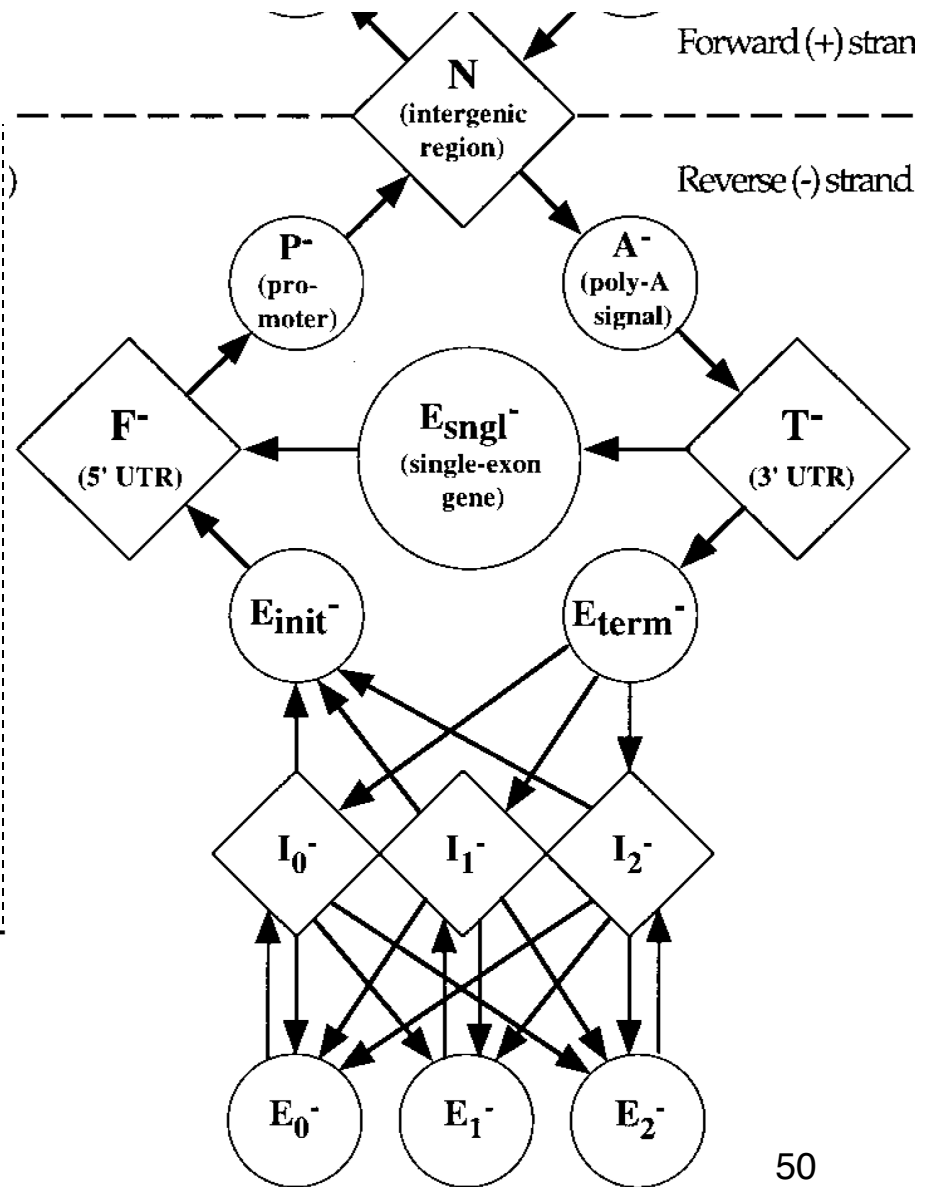 Forward (+) stran
N
(intergenic
region)
)
Reverse (-) strand
P-
(pro-
moter)
A-
(poly-A
signal)
F-
(5' UTR)
Esngl-
(single-exon
gene)
T-
(3' UTR)
Einit-
Eterm-
I0-
I1-
I2-
E0-
E1-
E2-
50